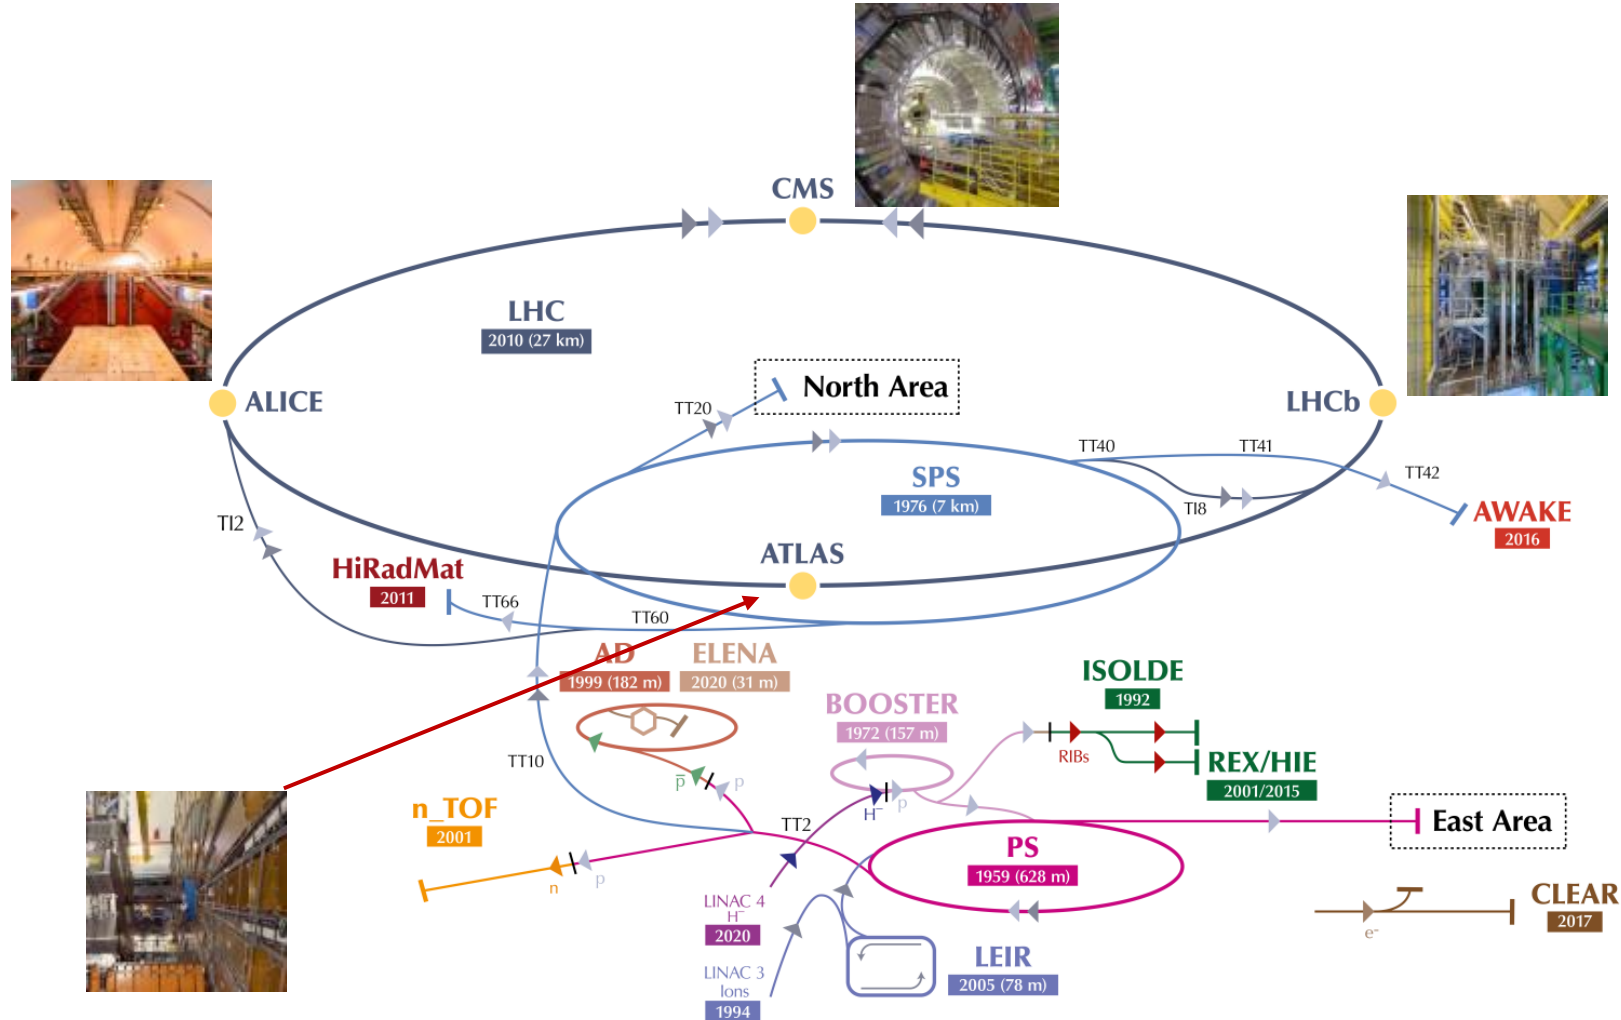 CMS
LHC
2010 (27 km)
North Area
ALICE
LHCb
TT20
TT40
TT41
TT42
SPS
1976 (7 km)
TI8
AWAKE
2016
TI2
ATLAS
HiRadMat
2011
TT66
TT60
AD
1999 (182 m)
ELENA
2020 (31 m)
ISOLDE
1992
BOOSTER
1972 (157 m)
RIBs
REX/HIE
2001/2015
TT10
p̅
p
H⁻
p
n_TOF
2001
TT2
East Area
n
p
PS
1959 (628 m)
LINAC 4
H⁻
2020
CLEAR
2017
e⁻
LINAC 3
Ions
1994
LEIR
2005 (78 m)